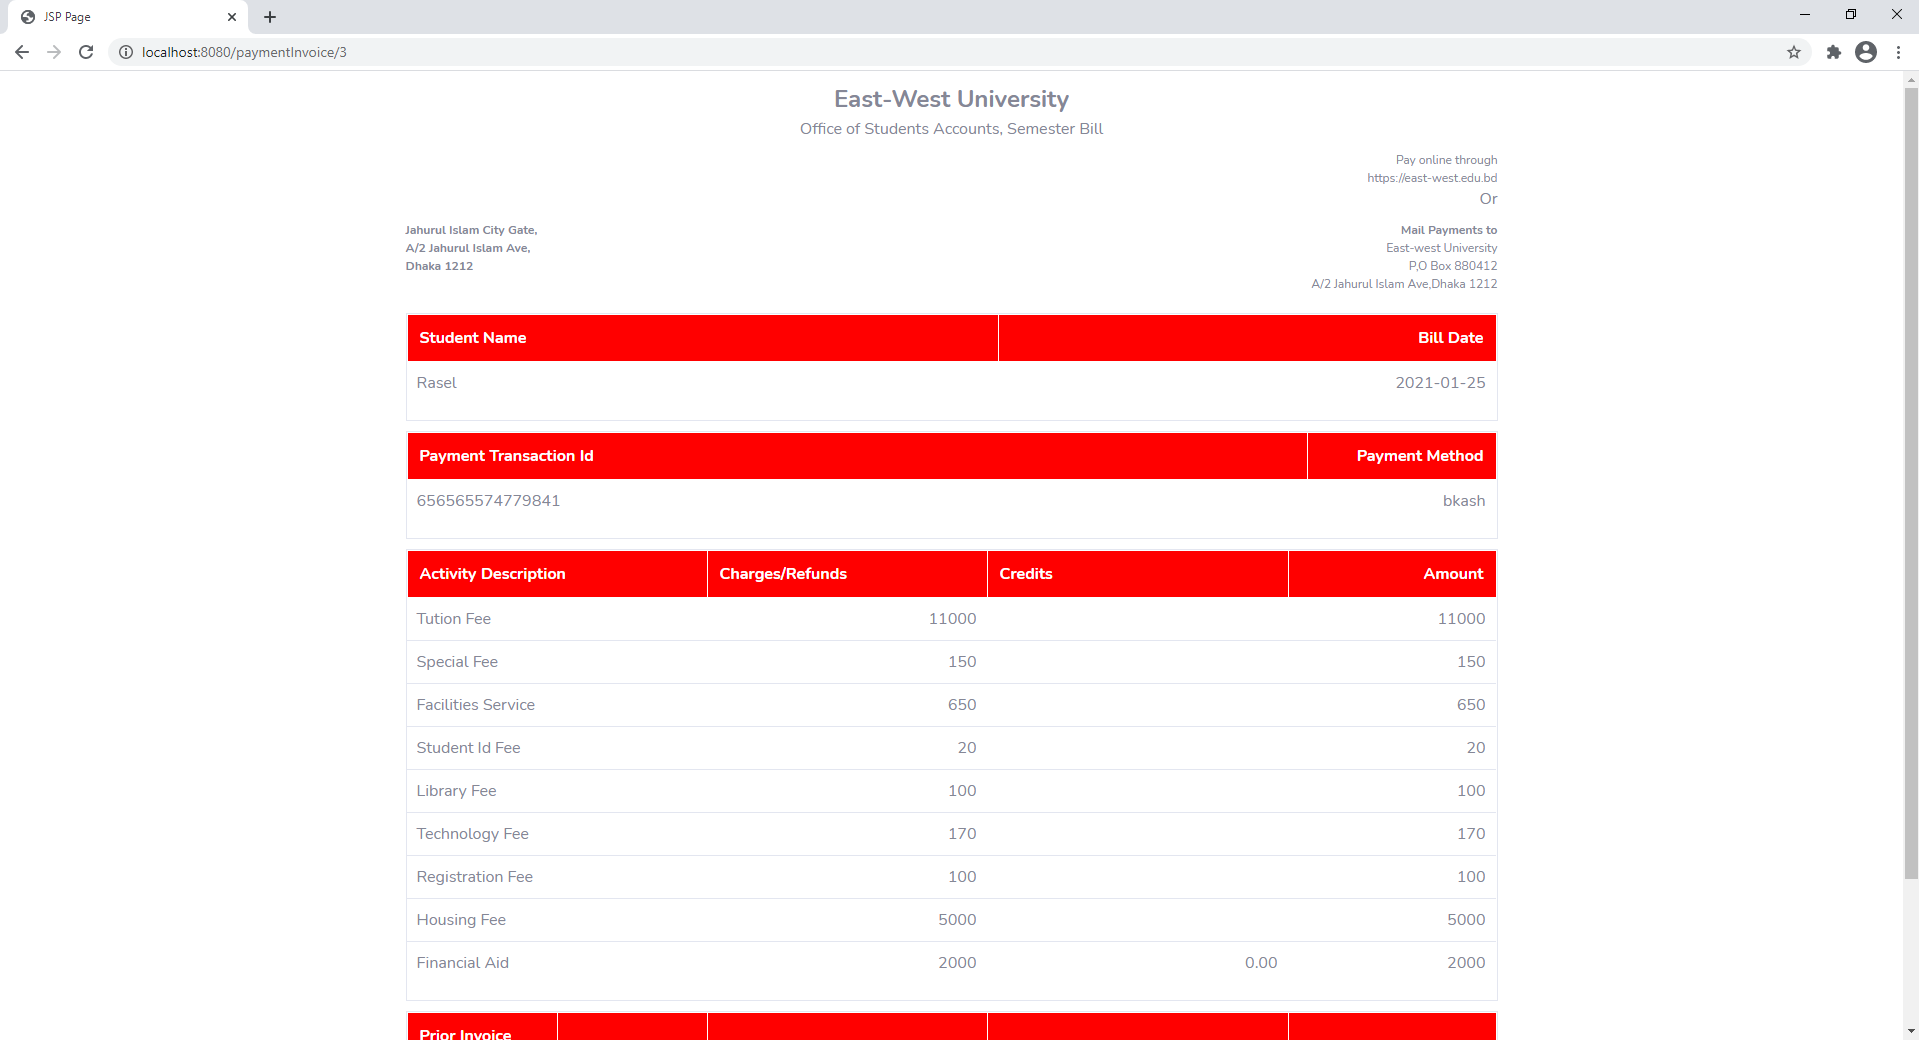 JSP Page
localhost:8080/paymentInvoice/3
East-West University
Office of Students Accounts, Semester Bill
Pay online through
https://east-west.edu.bd
Or
Jahurul Islam City Gate,
A/2 Jahurul Islam Ave,
Dhaka 1212
Mail Payments to
East-west University
P,O Box 880412
A/2 Jahurul Islam Ave,Dhaka 1212
Student Name Bill Date
Rasel 2021-01-25
Payment Transaction Id Payment Method
656565574779841 bkash
Activity Description Charges/Refunds Credits Amount
Tution Fee 11000 11000
Special Fee 150 150
Facilities Service 650 650
Student Id Fee 20 20
Library Fee 100 100
Technology Fee 170 170
Registration Fee 100 100
Housing Fee 5000 5000
Financial Aid 2000 0.00 2000
Prior Invoice